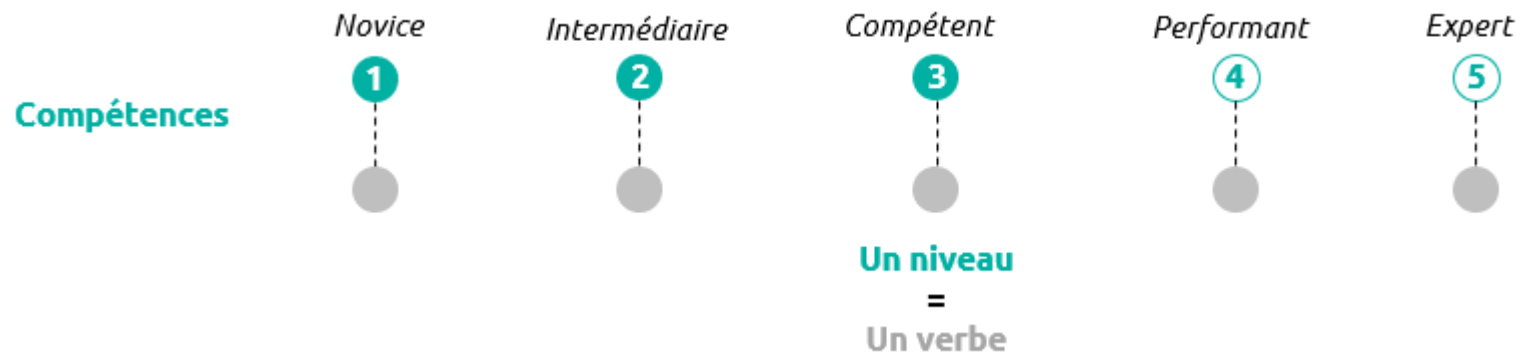 Novice Intermédiaire Compétent Performant Expert
1 2 3 4 5
Compétences
Un niveau
=
Un verbe